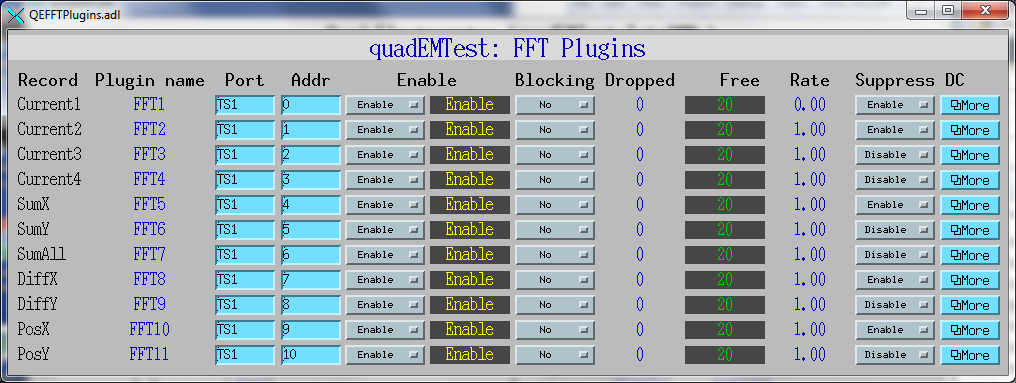 QEFFTPlugins.adl
quadEMTest: FFT Plugins
Record Plugin name Port Addr Enable Blocking Dropped Free Rate Suppress DC
Current1 FFT1 TS1 0 Enable Enable No 0 20 0.00 Enable More
Current2 FFT2 TS1 1 Enable Enable No 0 20 1.00 Enable More
Current3 FFT3 TS1 2 Enable Enable No 0 20 1.00 Disable More
Current4 FFT4 TS1 3 Enable Enable No 0 20 1.00 Disable More
SumX FFT5 TS1 4 Enable Enable No 0 20 1.00 Enable More
SumY FFT6 TS1 5 Enable Enable No 0 20 1.00 Disable More
SumAll FFT7 TS1 6 Enable Enable No 0 20 1.00 Disable More
DiffX FFT8 TS1 7 Enable Enable No 0 20 1.00 Enable More
DiffY FFT9 TS1 8 Enable Enable No 0 20 1.00 Disable More
PosX FFT10 TS1 9 Enable Enable No 0 20 1.00 Enable More
PosY FFT11 TS1 10 Enable Enable No 0 20 1.00 Disable More